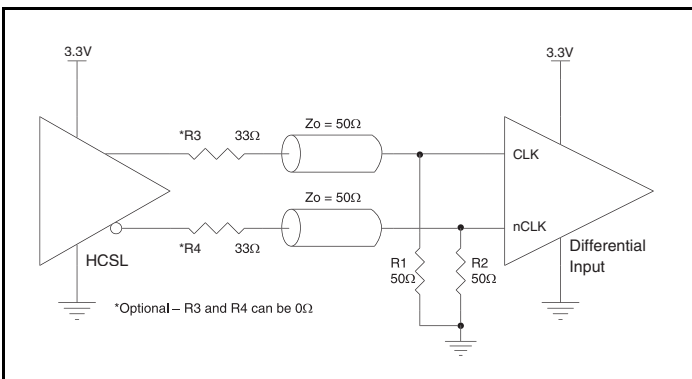 3.3V
3.3V
*R3 33Ω
Zo = 50Ω
CLK
Zo = 50Ω
nCLK
*R4 33Ω
HCSL
R1
50Ω
R2
50Ω
Differential
Input
*Optional – R3 and R4 can be 0Ω